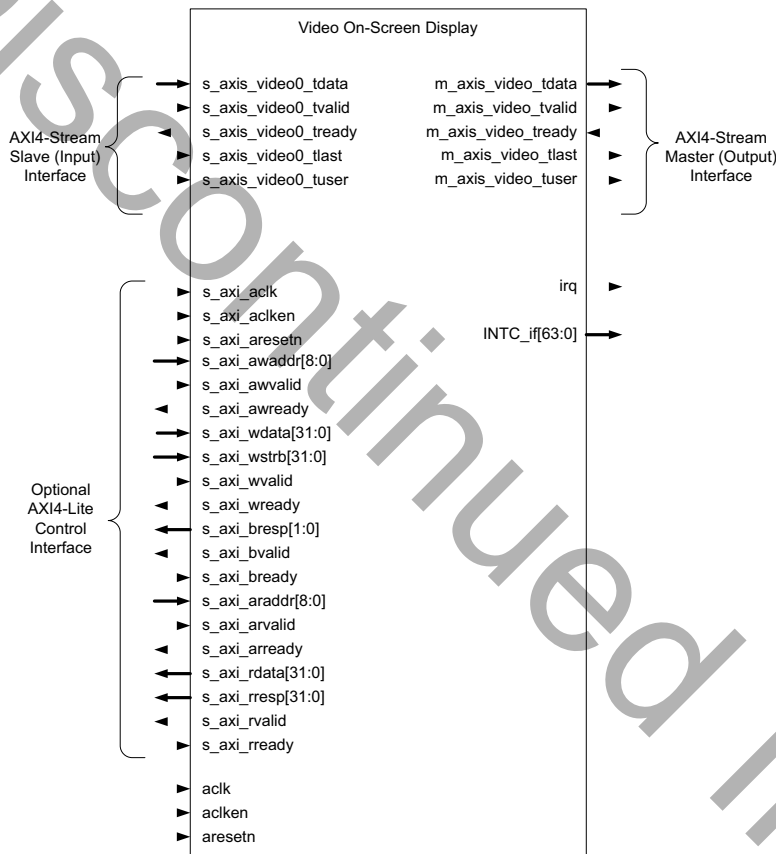 Video On-Screen Display
AXI4-Stream
Slave (Input)
Interface
s_axis_video0_tdata
s_axis_video0_tvalid
s_axis_video0_tready
s_axis_video0_tlast
s_axis_video0_tuser
m_axis_video_tdata
m_axis_video_tvalid
m_axis_video_tready
m_axis_video_tlast
m_axis_video_tuser
AXI4-Stream
Master (Output)
Interface
irq
INTC_if[63:0]
Optional
AXI4-Lite
Control
Interface
s_axi_aclk
s_axi_aclken
s_axi_aresetn
s_axi_awaddr[8:0]
s_axi_awvalid
s_axi_awready
s_axi_wdata[31:0]
s_axi_wstrb[31:0]
s_axi_wvalid
s_axi_wready
s_axi_bresp[1:0]
s_axi_bvalid
s_axi_bready
s_axi_araddr[8:0]
s_axi_arvalid
s_axi_arready
s_axi_rdata[31:0]
s_axi_rresp[31:0]
s_axi_rvalid
s_axi_rready
aclk
aclken
aresetn